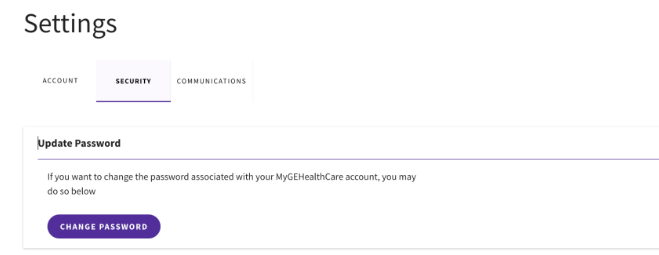 Settings
ACCOUNT SECURITY COMMUNICATIONS
Update Password
If you want to change the password associated with your MyGEHealthCare account, you may
do so below
CHANGE PASSWORD